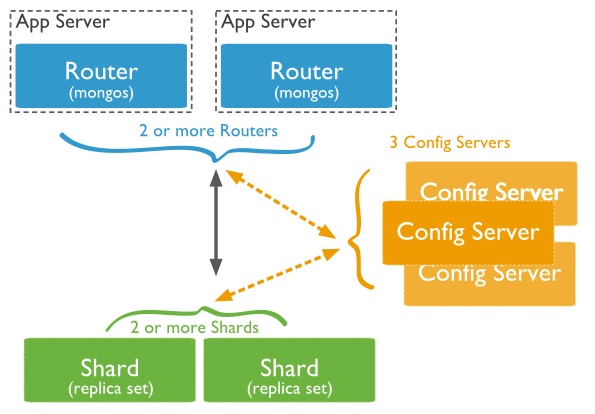 App Server
App Server
Router
(mongos)
Router
(mongos)
2 or more Routers
3 Config Servers
Config Server
Config Server
Config Server
2 or more Shards
Shard
(replica set)
Shard
(replica set)